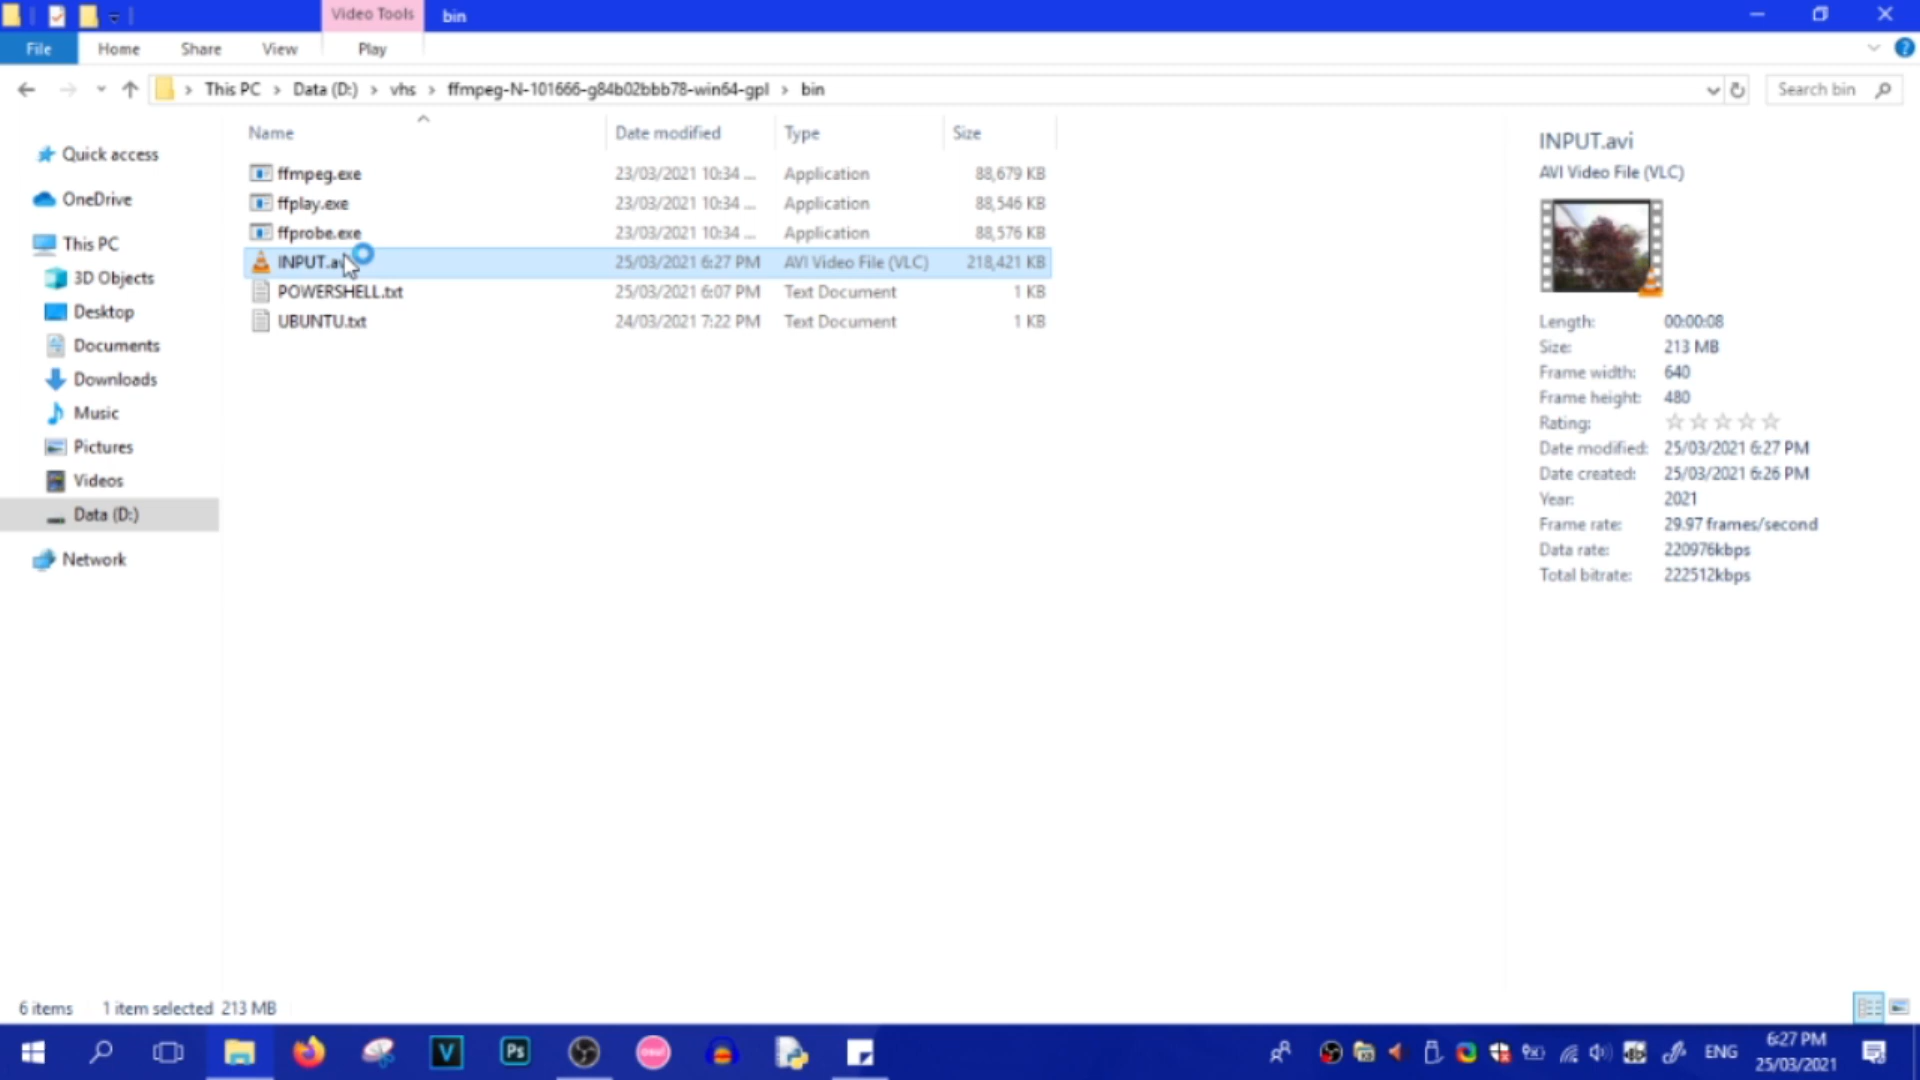 Video Tools
bin
File
Home
Share
View
Play
This PC
Data (D:)
vhs
ffmpeg-N-101666-g84b02bbb78-win64-gpl
bin
Search bin
Name
Date modified
Type
Size
ffmpeg.exe 23/03/2021 10:34 ... Application 88,679 KB
ffplay.exe 23/03/2021 10:34 ... Application 88,546 KB
ffprobe.exe 23/03/2021 10:34 ... Application 88,576 KB
INPUT.av 25/03/2021 6:27 PM AVI Video File (VLC) 218,421 KB
POWERSHELL.txt 25/03/2021 6:07 PM Text Document 1 KB
UBUNTU.txt 24/03/2021 7:22 PM Text Document 1 KB
Quick access
OneDrive
This PC
3D Objects
Desktop
Documents
Downloads
Music
Pictures
Videos
Data (D:)
Network
INPUT.avi
AVI Video File (VLC)
Length: 00:00:08
Size: 213 MB
Frame width: 640
Frame height: 480
Rating:
Date modified: 25/03/2021 6:27 PM
Date created: 25/03/2021 6:26 PM
Year: 2021
Frame rate: 29.97 frames/second
Data rate: 220976kbps
Total bitrate: 222512kbps
6 items 1 item selected 213 MB
V
Ps
osu!
ENG
6:27 PM
25/03/2021